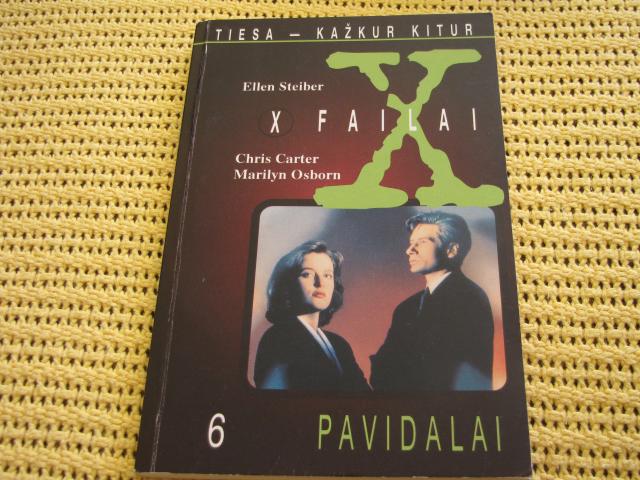 TIESA — KAŽKUR KITUR
Ellen Steiber
X FAILAI
Chris Carter
Marilyn Osborn
X
6 PAVIDALAI